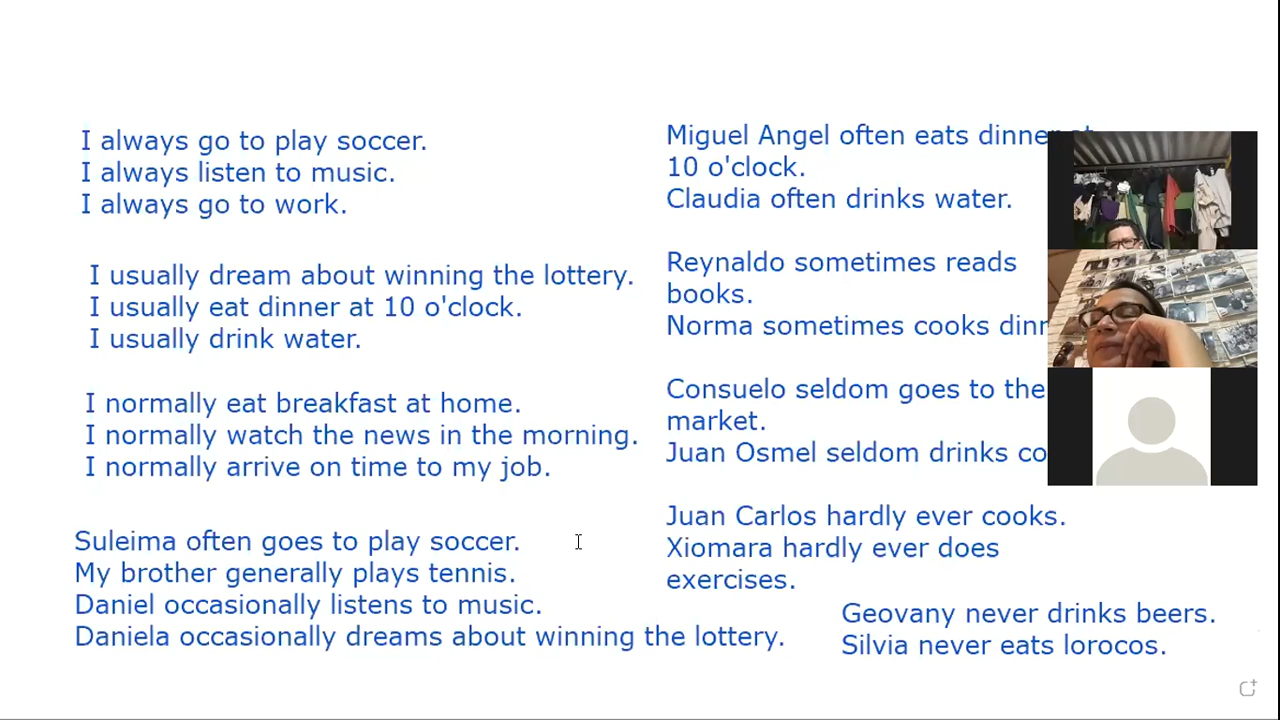 I always go to play soccer.
I always listen to music.
I always go to work.
I usually dream about winning the lottery.
I usually eat dinner at 10 o'clock.
I usually drink water.
I normally eat breakfast at home.
I normally watch the news in the morning.
I normally arrive on time to my job.
Suleima often goes to play soccer.
My brother generally plays tennis.
Daniel occasionally listens to music.
Daniela occasionally dreams about winning the lottery.
Miguel Angel often eats dinner at
10 o'clock.
Claudia often drinks water.
Reynaldo sometimes reads
books.
Norma sometimes cooks
Consuelo seldom goes to the
market.
Juan Osmel seldom drinks
Juan Carlos hardly ever cooks.
Xiomara hardly ever does
exercises.
Geovany never drinks beers.
Silvia never eats lorocos.